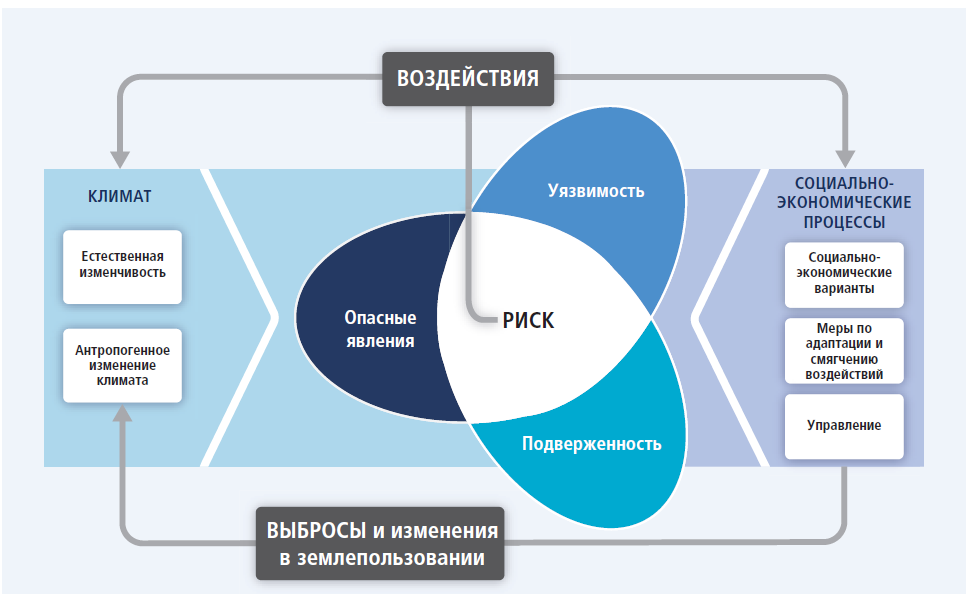 ВОЗДЕЙСТВИЯ
КЛИМАТ
Естественная
изменчивость
Антропогенное
изменение
климата
Уязвимость
Опасные
явления
РИСК
Подверженность
СОЦИАЛЬНО-
ЭКОНОМИЧЕСКИЕ
ПРОЦЕССЫ
Социально-
экономические
варианты
Меры по
адаптации и
смягчению
воздействий
Управление
ВЫБРОСЫ и изменения
в землепользовании